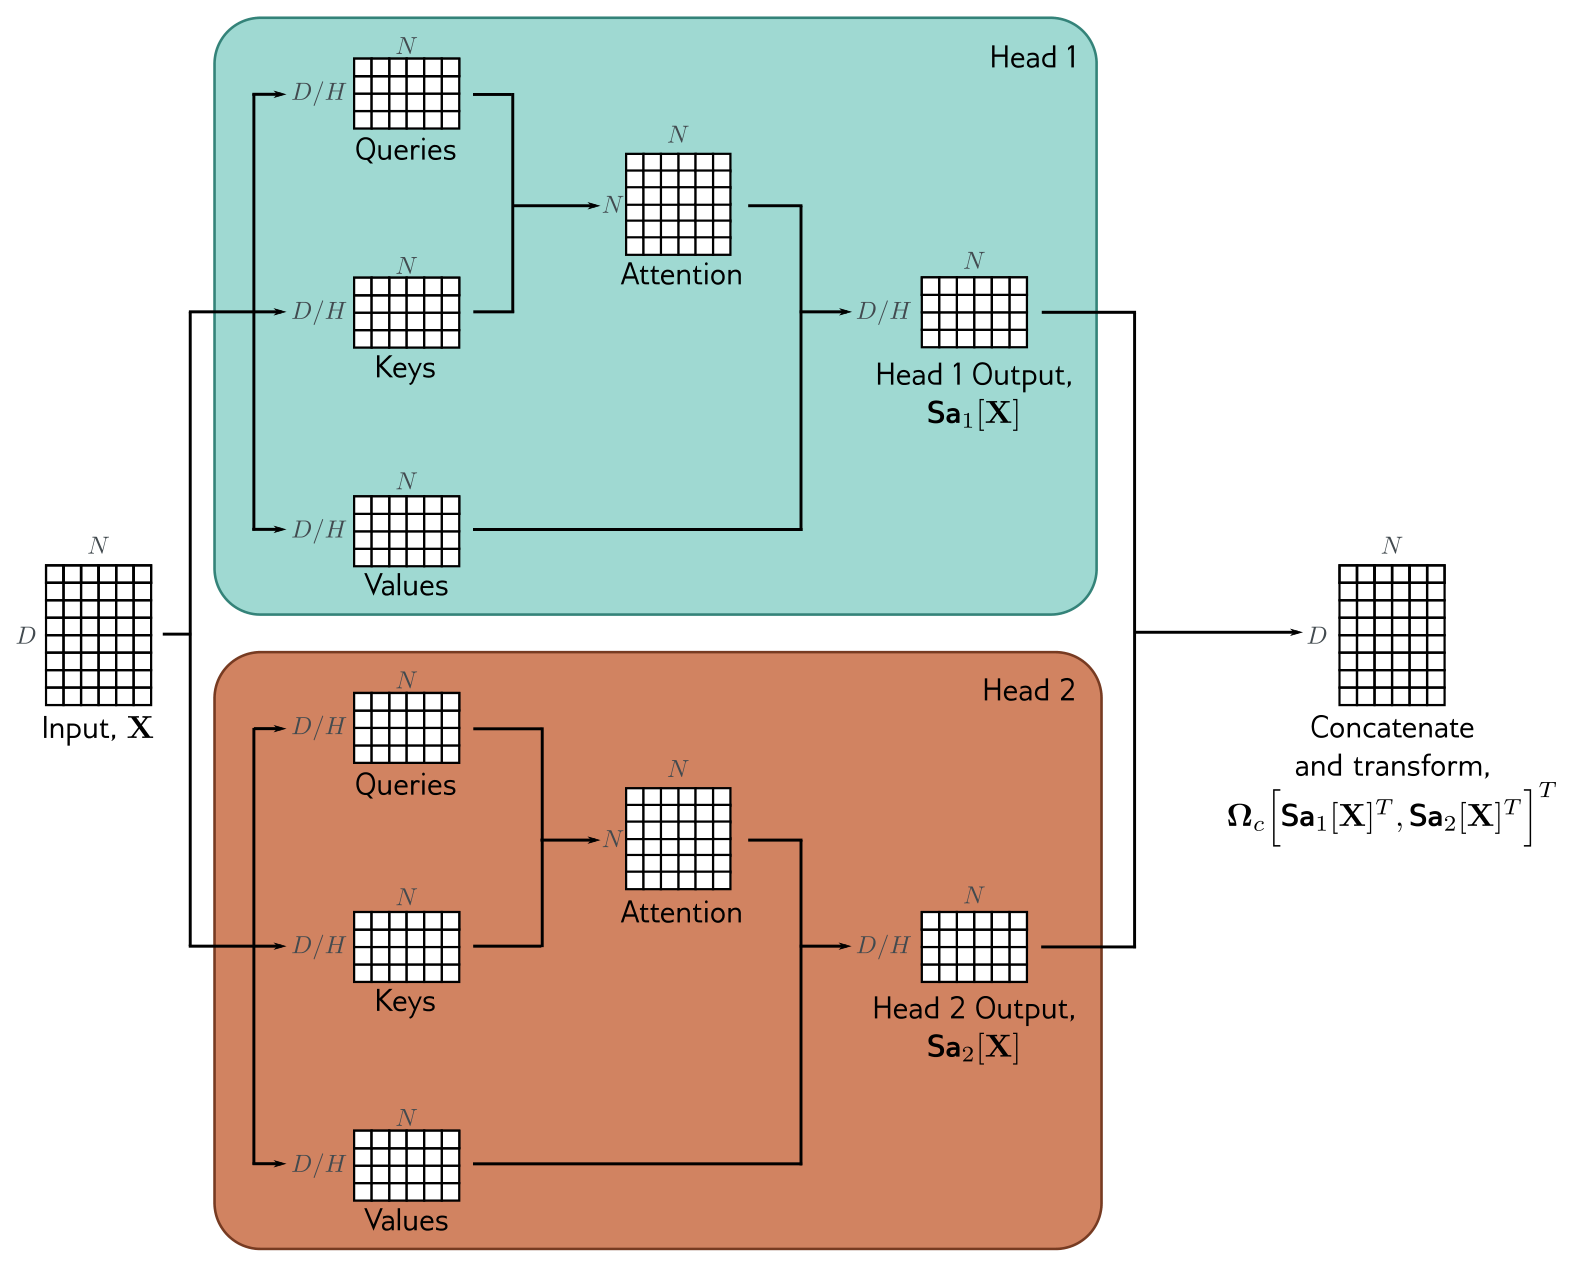 N
D
Input, X
Head 1
N
D/H
Queries
N
D/H
Keys
N
D/H
Values
N
N
Attention
N
D/H
Head 1 Output,
Sa₁[X]
Head 2
N
D/H
Queries
N
D/H
Keys
N
D/H
Values
N
N
Attention
N
D/H
Head 2 Output,
Sa₂[X]
N
D
Concatenate
and transform,
Ω_c[Sa₁[X]^T, Sa₂[X]^T]^T